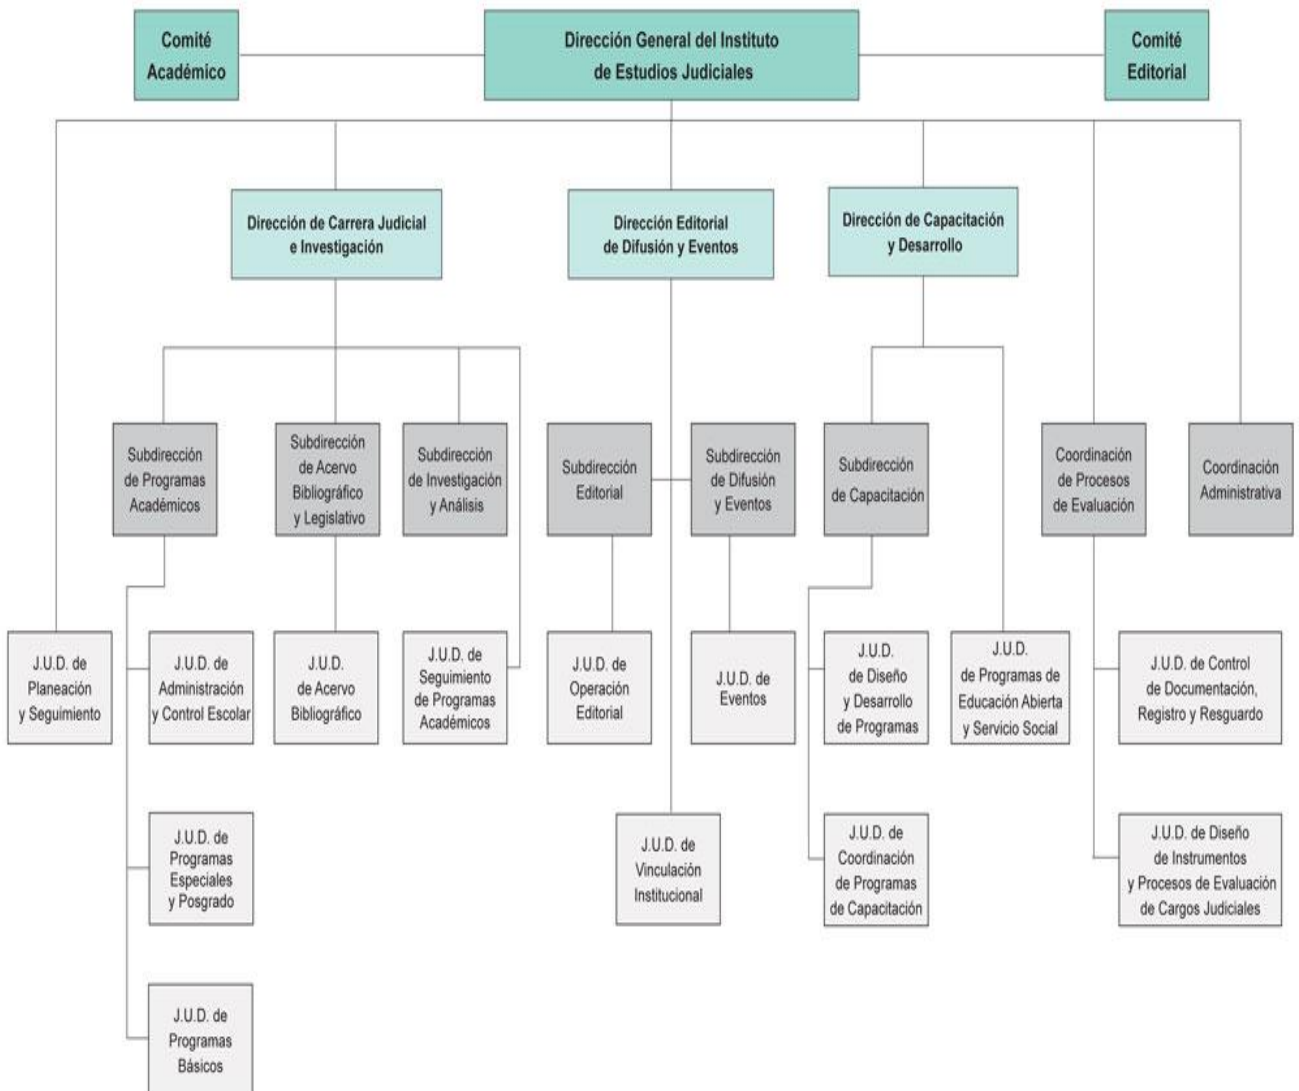 Comité
Académico
Dirección General del Instituto
de Estudios Judiciales
Comité
Editorial
Dirección de Carrera Judicial
e Investigación
Dirección Editorial
de Difusión y Eventos
Dirección de Capacitación
y Desarrollo
Subdirección
de Programas
Académicos
Subdirección
de Acervo
Bibliográfico
y Legislativo
Subdirección
de Investigación
y Análisis
Subdirección
Editorial
Subdirección
de Difusión
y Eventos
Subdirección
de Capacitación
Coordinación
de Procesos
de Evaluación
Coordinación
Administrativa
J.U.D. de
Planeación
y Seguimiento
J.U.D. de
Administración
y Control Escolar
J.U.D.
de Acervo
Bibliográfico
J.U.D. de
Seguimiento
de Programas
Académicos
J.U.D. de
Operación
Editorial
J.U.D. de
Eventos
J.U.D.
de Diseño
y Desarrollo
de Programas
J.U.D.
de Programas de
Educación Abierta
y Servicio Social
J.U.D. de Control
de Documentación,
Registro y Resguardo
J.U.D. de
Programas
Especiales
y Posgrado
J.U.D. de
Vinculación
Institucional
J.U.D. de
Coordinación
de Programas
de Capacitación
J.U.D. de Diseño
de Instrumentos
y Procesos de Evaluación
de Cargos Judiciales
J.U.D. de
Programas
Básicos